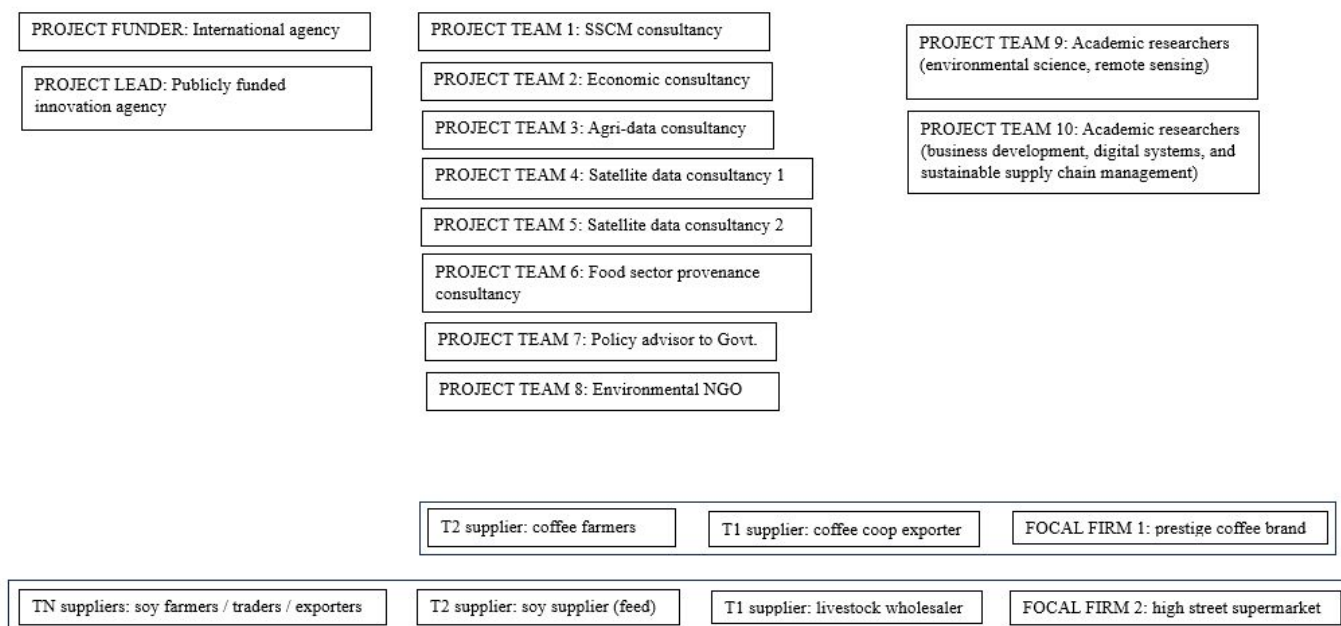 PROJECT FUNDER: International agency
PROJECT LEAD: Publicly funded
innovation agency
PROJECT TEAM 1: SSCM consultancy
PROJECT TEAM 2: Economic consultancy
PROJECT TEAM 3: Agri-data consultancy
PROJECT TEAM 4: Satellite data consultancy 1
PROJECT TEAM 5: Satellite data consultancy 2
PROJECT TEAM 6: Food sector provenance
consultancy
PROJECT TEAM 7: Policy advisor to Govt.
PROJECT TEAM 8: Environmental NGO
PROJECT TEAM 9: Academic researchers
(environmental science, remote sensing)
PROJECT TEAM 10: Academic researchers
(business development, digital systems, and
sustainable supply chain management)
T2 supplier: coffee farmers
T1 supplier: coffee coop exporter
FOCAL FIRM 1: prestige coffee brand
TN suppliers: soy farmers / traders / exporters
T2 supplier: soy supplier (feed)
T1 supplier: livestock wholesaler
FOCAL FIRM 2: high street supermarket